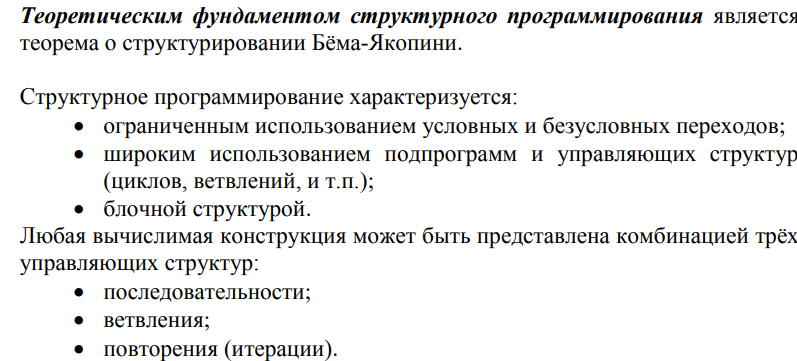 Теоретическим фундаментом структурного программирования является
теорема о структурировании Бёма-Якопини.
Структурное программирование характеризуется:
• ограниченным использованием условных и безусловных переходов;
• широким использованием подпрограмм и управляющих структур
(циклов, ветвлений, и т.п.);
• блочной структурой.
Любая вычислимая конструкция может быть представлена комбинацией трёх
управляющих структур:
• последовательности;
• ветвления;
• повторения (итерации).